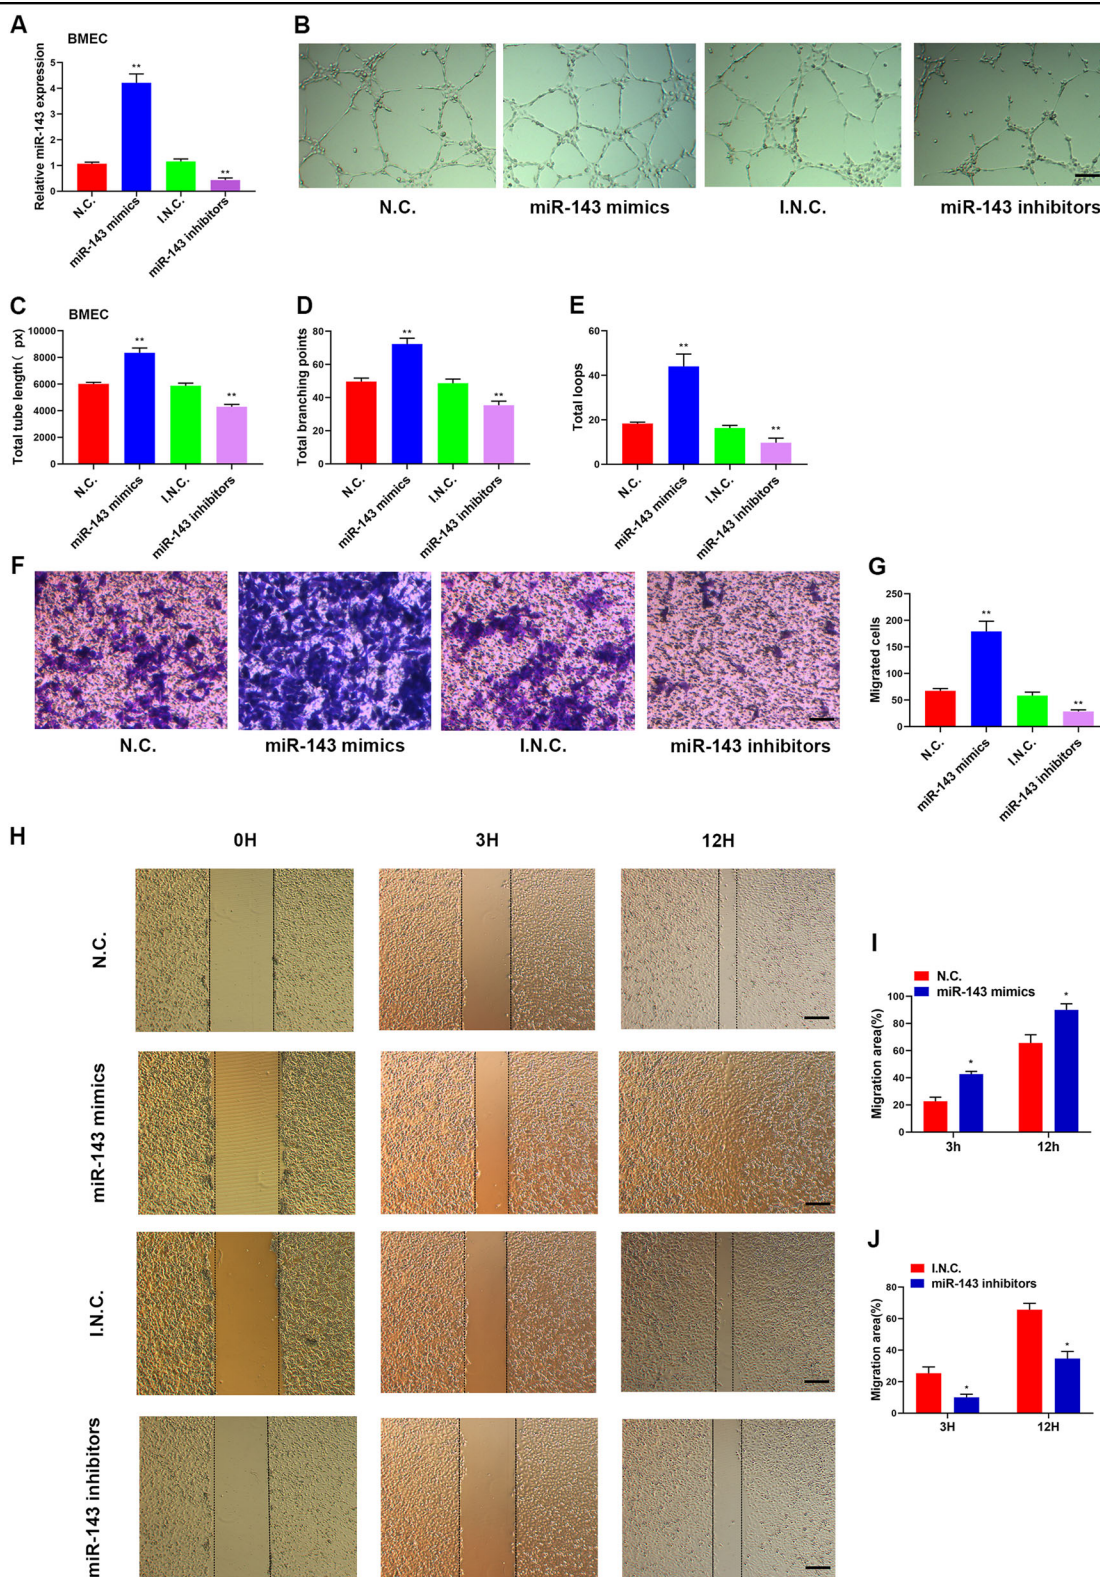 A
BMEC
Relative miR-143 expression
5
4
3
2
1
0
N.C.
miR-143 mimics
I.N.C.
miR-143 inhibitors
**
**
B
N.C.
miR-143 mimics
I.N.C.
miR-143 inhibitors
C
BMEC
Total tube length( px)
10000
8000
6000
4000
2000
0
**
**
N.C.
miR-143 mimics
I.N.C.
miR-143 inhibitors
D
Total branching points
80
60
40
20
0
**
**
N.C.
miR-143 mimics
I.N.C.
miR-143 inhibitors
E
Total loops
60
40
20
0
**
**
N.C.
miR-143 mimics
I.N.C.
miR-143 inhibitors
F
N.C.
miR-143 mimics
I.N.C.
miR-143 inhibitors
G
Migrated cells
250
200
150
100
50
0
**
**
N.C.
miR-143 mimics
I.N.C.
miR-143 inhibitors
H
0H
3H
12H
N.C.
miR-143 mimics
I.N.C.
miR-143 inhibitors
I
N.C.
miR-143 mimics
Migration area(%)
100
80
60
40
20
0
*
*
3h
12h
J
I.N.C.
miR-143 inhibitors
Migration area(%)
80
60
40
20
0
*
*
3H
12H